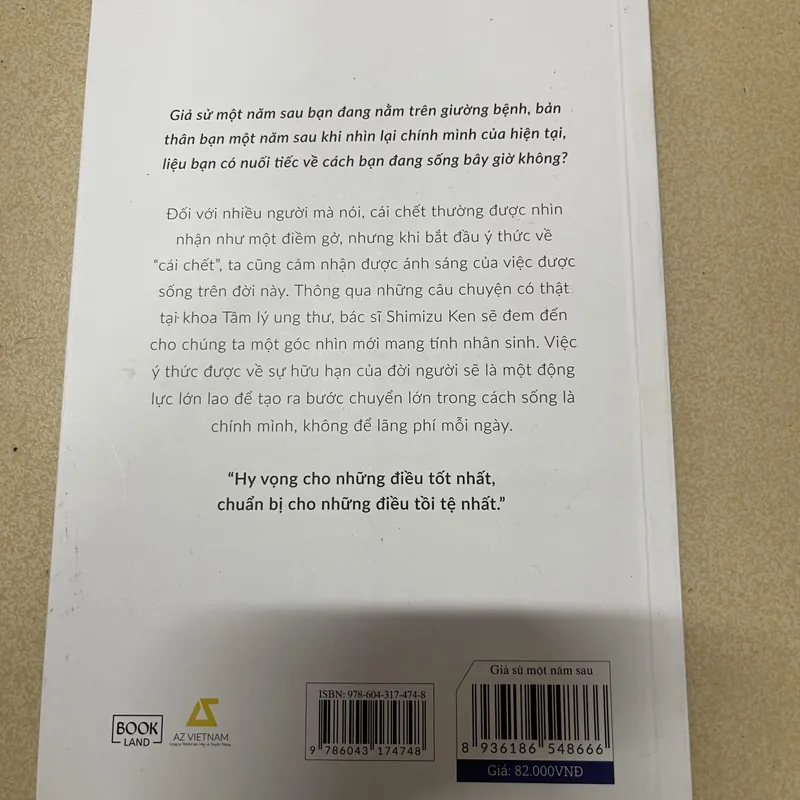 Giả sử một năm sau bạn đang nằm trên giường bệnh, bản
thân bạn một năm sau khi nhìn lại chính mình của hiện tại,
liệu bạn có nuối tiếc về cách bạn đang sống bây giờ không?
Đối với nhiều người mà nói, cái chết thường được nhìn
nhận như một điềm gở, nhưng khi bắt đầu ý thức về
“cái chết”, ta cũng cảm nhận được ánh sáng của việc được
sống trên đời này. Thông qua những câu chuyện có thật
tại khoa Tâm lý ung thư, bác sĩ Shimizu Ken sẽ đem đến
cho chúng ta một góc nhìn mới mang tính nhân sinh. Việc
ý thức được về sự hữu hạn của đời người sẽ là một động
lực lớn lao để tạo ra bước chuyển lớn trong cách sống là
chính mình, không để lãng phí mỗi ngày.
“Hy vọng cho những điều tốt nhất,
chuẩn bị cho những điều tồi tệ nhất.”
BOOK
LAND
AZ VIETNAM
ISBN: 978-604-317-474-8
9 786043 174748
Giả sử một năm sau
8 936186 548666
Giá: 82.000VNĐ